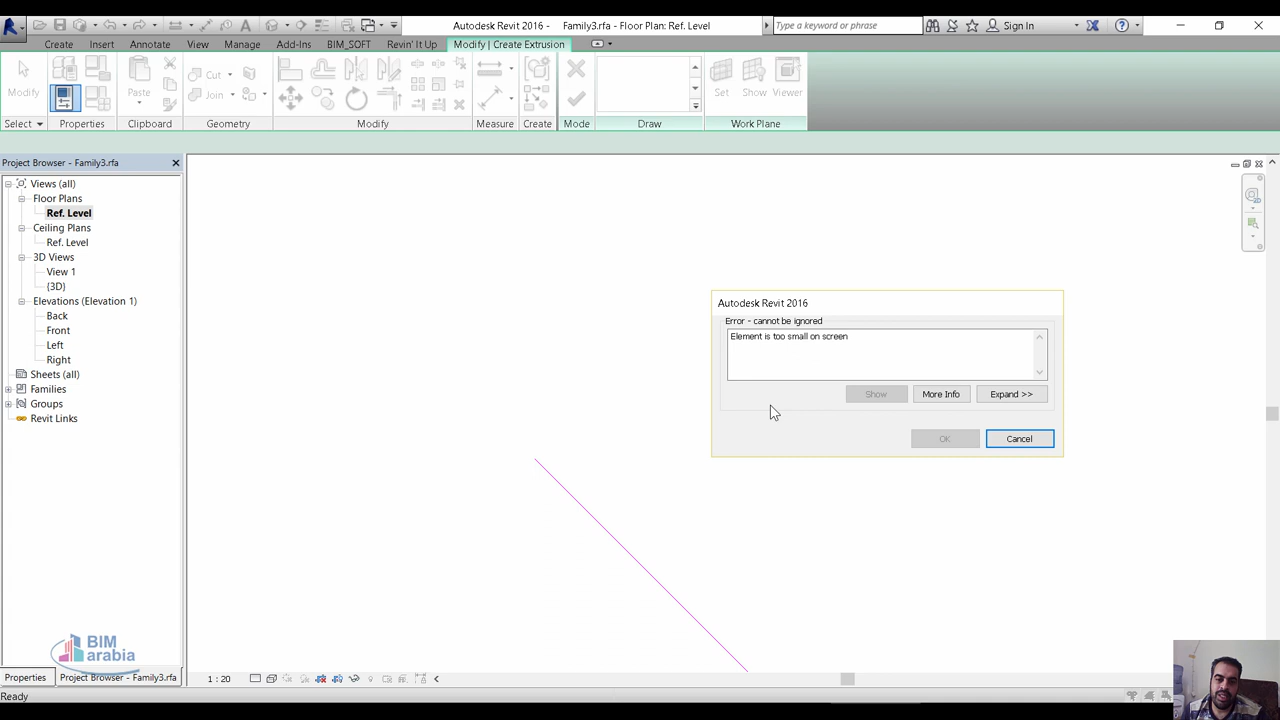 Autodesk Revit 2016 - Family3.rfa - Floor Plan: Ref. Level
Type a keyword or phrase
Sign In
Create
Insert
Annotate
View
Manage
Add-Ins
BIM_SOFT
Revin' It Up
Modify | Create Extrusion
Modify
Paste
Cut
Join
Set
Show
Viewer
Select
Properties
Clipboard
Geometry
Modify
Measure
Create
Mode
Draw
Work Plane
Project Browser - Family3.rfa
Views (all)
Floor Plans
Ref. Level
Ceiling Plans
Ref. Level
3D Views
View 1
{3D}
Elevations (Elevation 1)
Back
Front
Left
Right
Sheets (all)
Families
Groups
Revit Links
Autodesk Revit 2016
Error - cannot be ignored
Element is too small on screen
Show
More Info
Expand >>
OK
Cancel
BIM
arabia
Properties
Project Browser - Family3.rfa
1 : 20
Ready